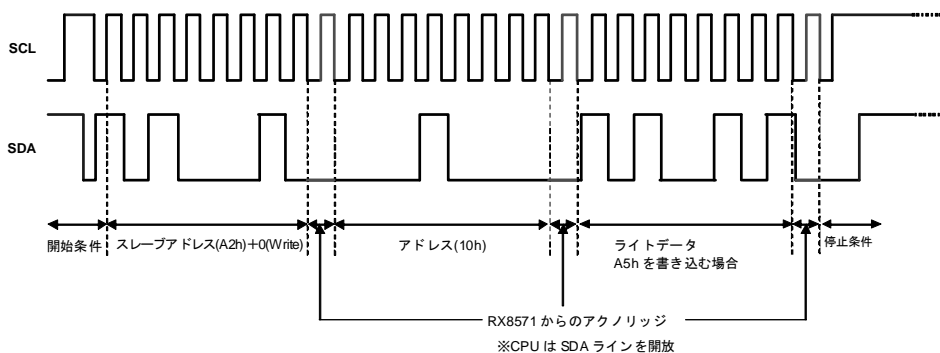 SCL
SDA
開始条件
スレーブアドレス(A2h)+0(Write)
アドレス(10h)
ライトデータ
A5h を書き込む場合
停止条件
RX8571 からのアクノリッジ
※CPU は SDA ラインを開放